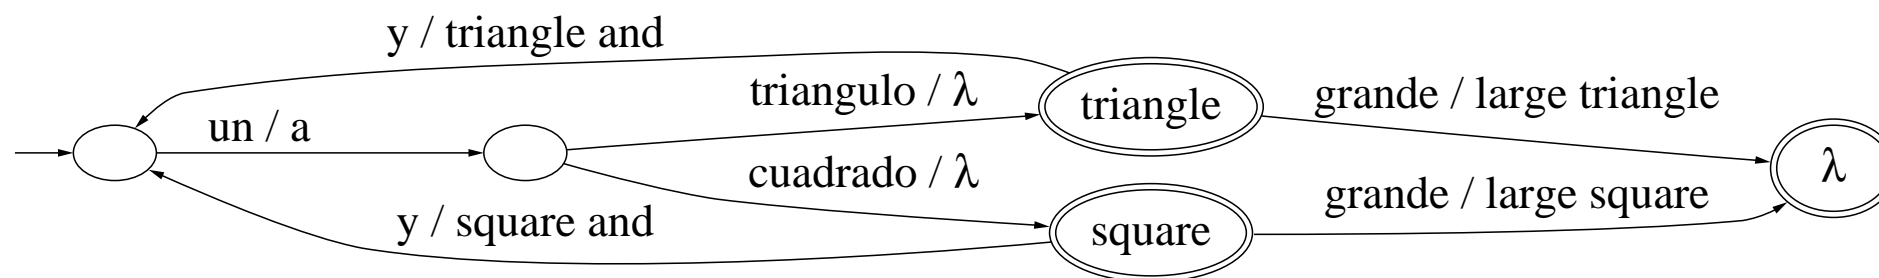 y / triangle and
triangulo / λ
triangle
grande / large triangle
un / a
λ
cuadrado / λ
grande / large square
y / square and
square